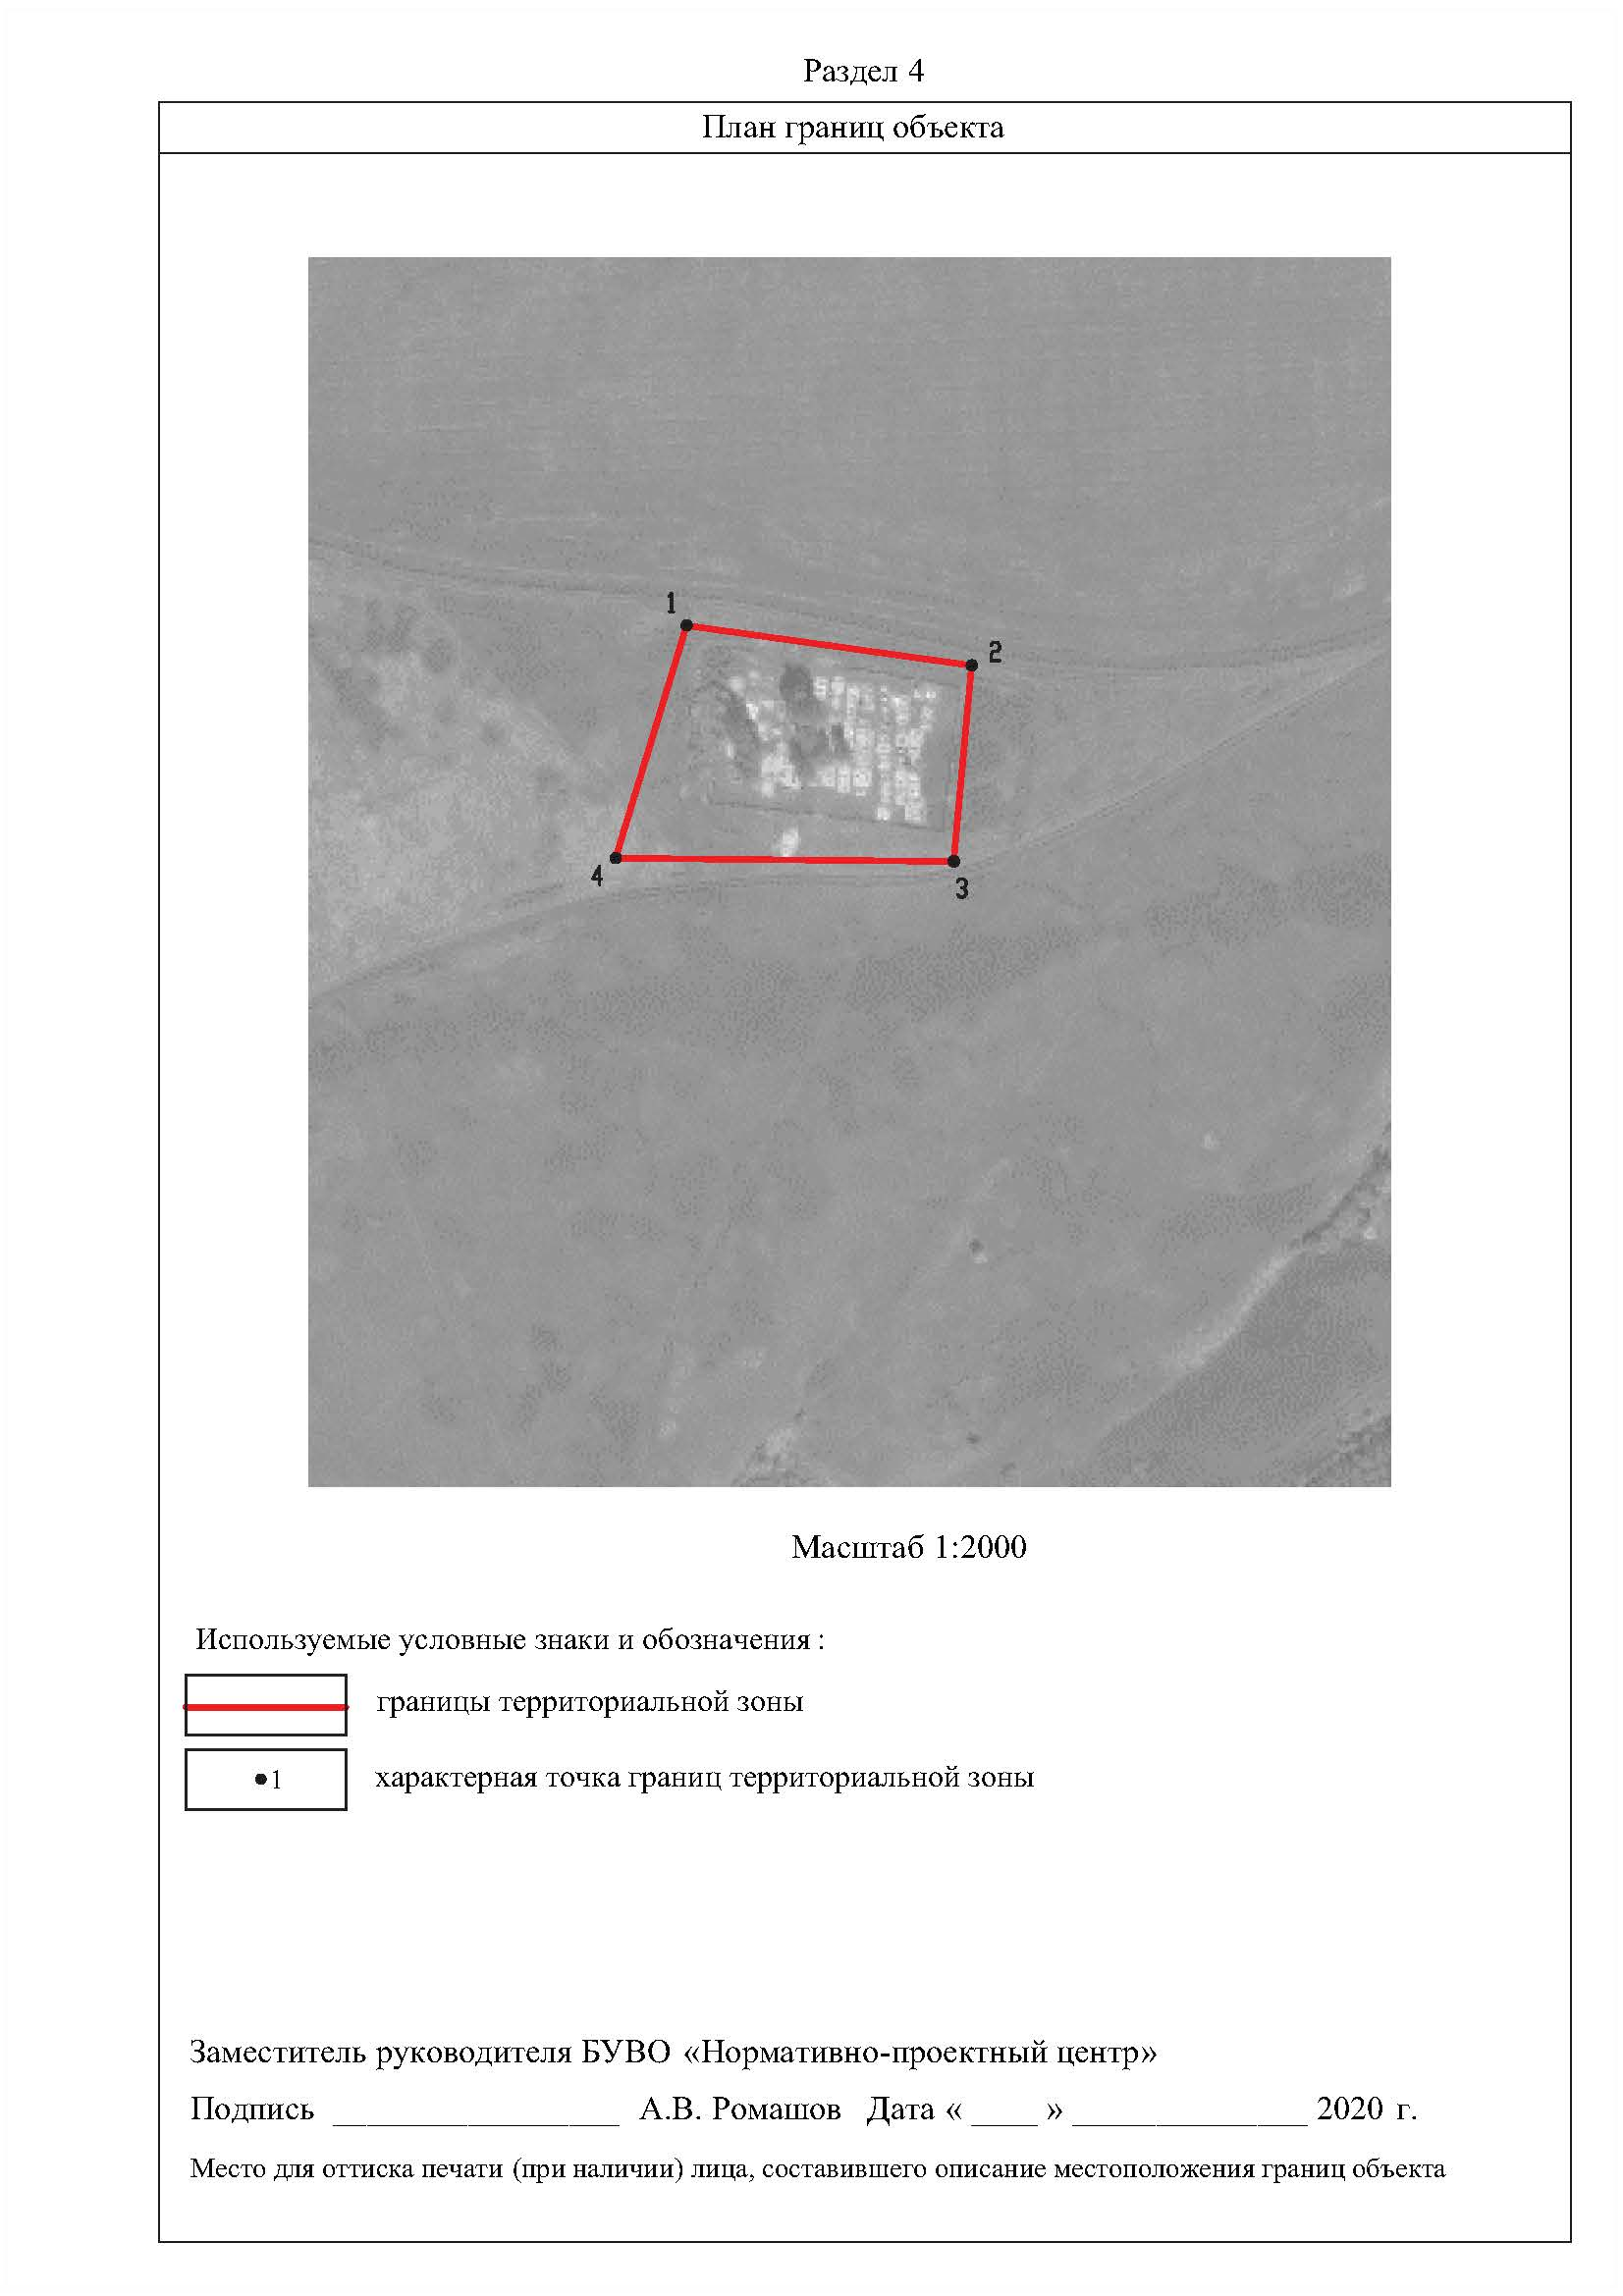 Раздел 4
План границ объекта
1
2
4
3
Масштаб 1:2000
Используемые условные знаки и обозначения :
границы территориальной зоны
1
характерная точка границ территориальной зоны
Заместитель руководителя БУВО «Нормативно-проектный центр»
Подпись _________________ А.В. Ромашов Дата « ____ » ______________ 2020 г.
Место для оттиска печати (при наличии) лица, составившего описание местоположения границ объекта